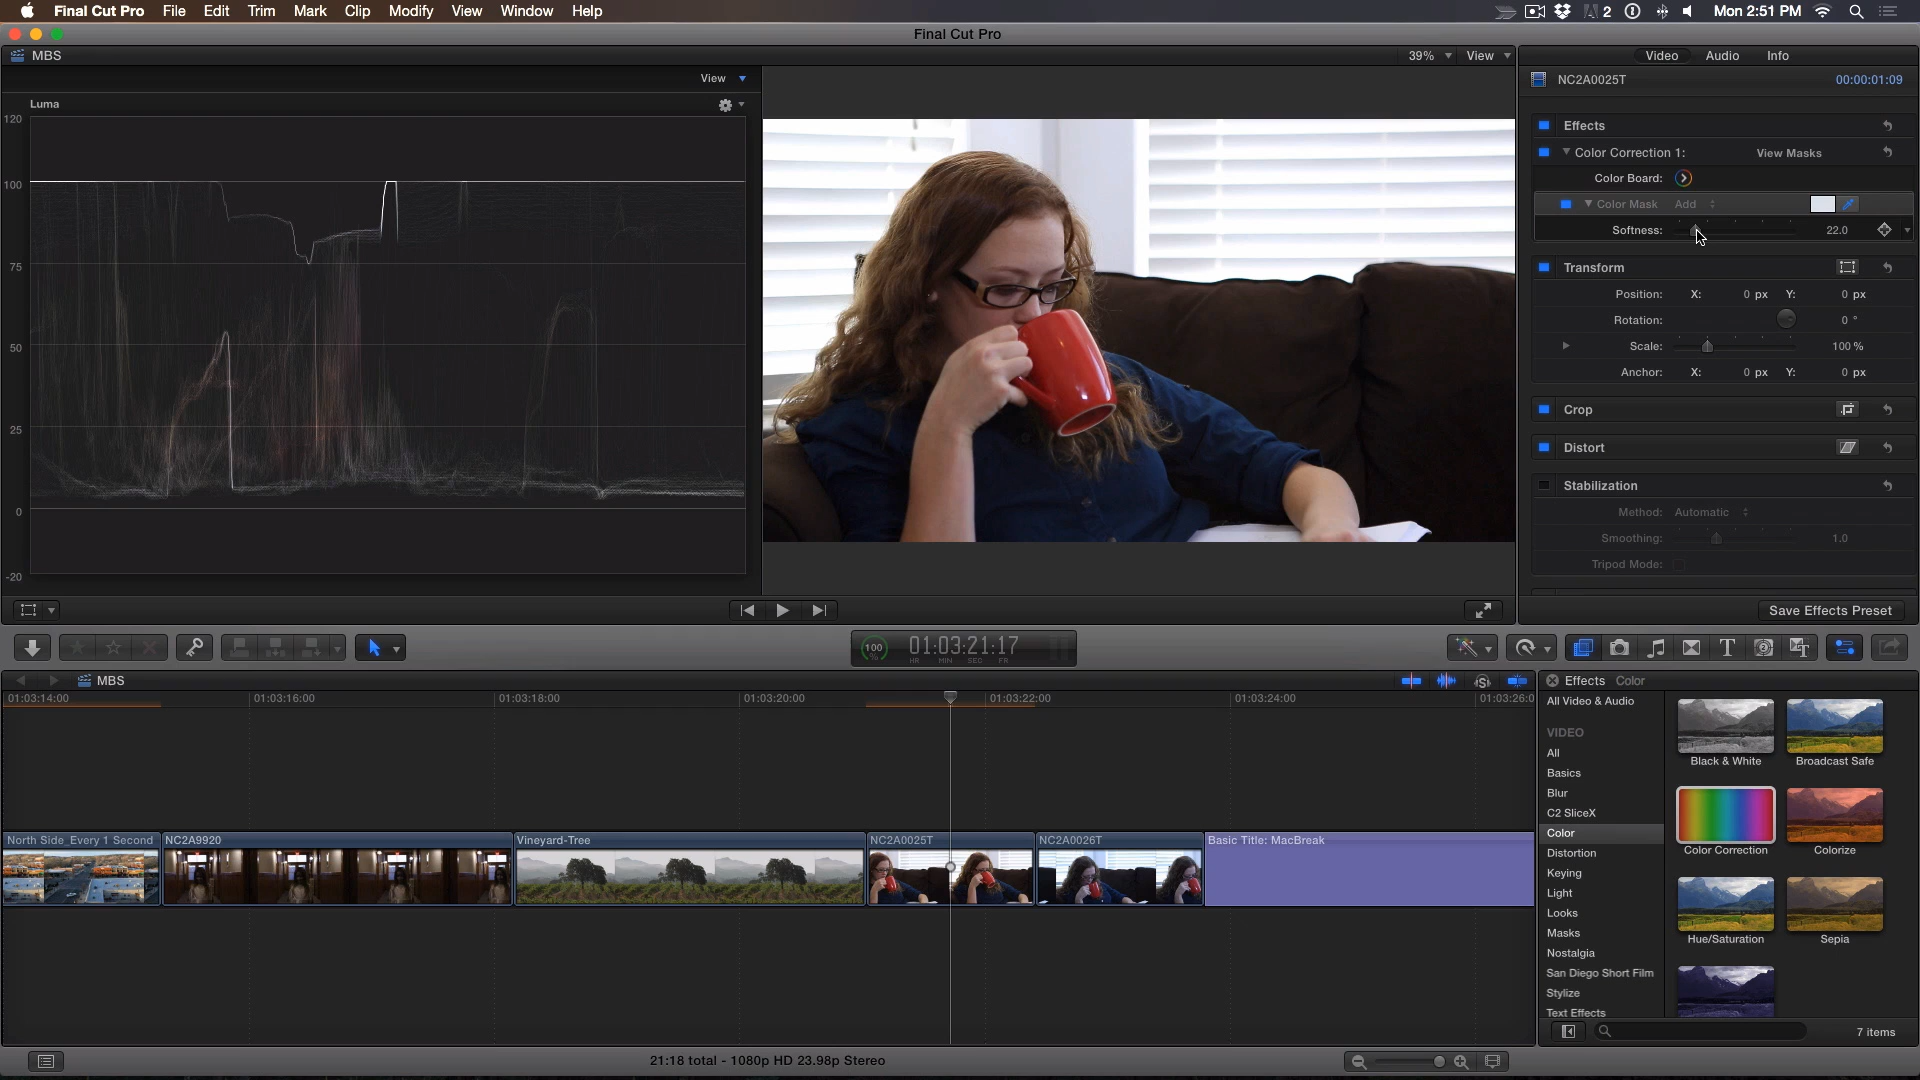 Final Cut Pro File Edit Trim Mark Clip Modify View Window Help
2 Mon 2:51 PM
Final Cut Pro
MBS
39% View
Video Audio Info
View
NC2A0025T 00:00:01:09
Luma
120
100
75
50
25
0
-20
Effects
Color Correction 1: View Masks
Color Board:
Color Mask Add
Softness: 22.0
Transform
Position: X: 0 px Y: 0 px
Rotation: 0 °
Scale: 100 %
Anchor: X: 0 px Y: 0 px
Crop
Distort
Stabilization
Method: Automatic
Smoothing: 1.0
Tripod Mode:
Save Effects Preset
100 %
01:03:21:17
HR MIN SEC FR
MBS
01:03:14:00 01:03:16:00 01:03:18:00 01:03:20:00 01:03:22:00 01:03:24:00 01:03:26:0
North Side_Every 1 Second
NC2A9920
Vineyard-Tree
NC2A0025T
NC2A0026T
Basic Title: MacBreak
Effects Color
All Video & Audio
VIDEO
All
Basics
Blur
C2 SliceX
Color
Distortion
Keying
Light
Looks
Masks
Nostalgia
San Diego Short Film
Stylize
Text Effects
Black & White
Broadcast Safe
Color Correction
Colorize
Hue/Saturation
Sepia
7 items
21:18 total - 1080p HD 23.98p Stereo